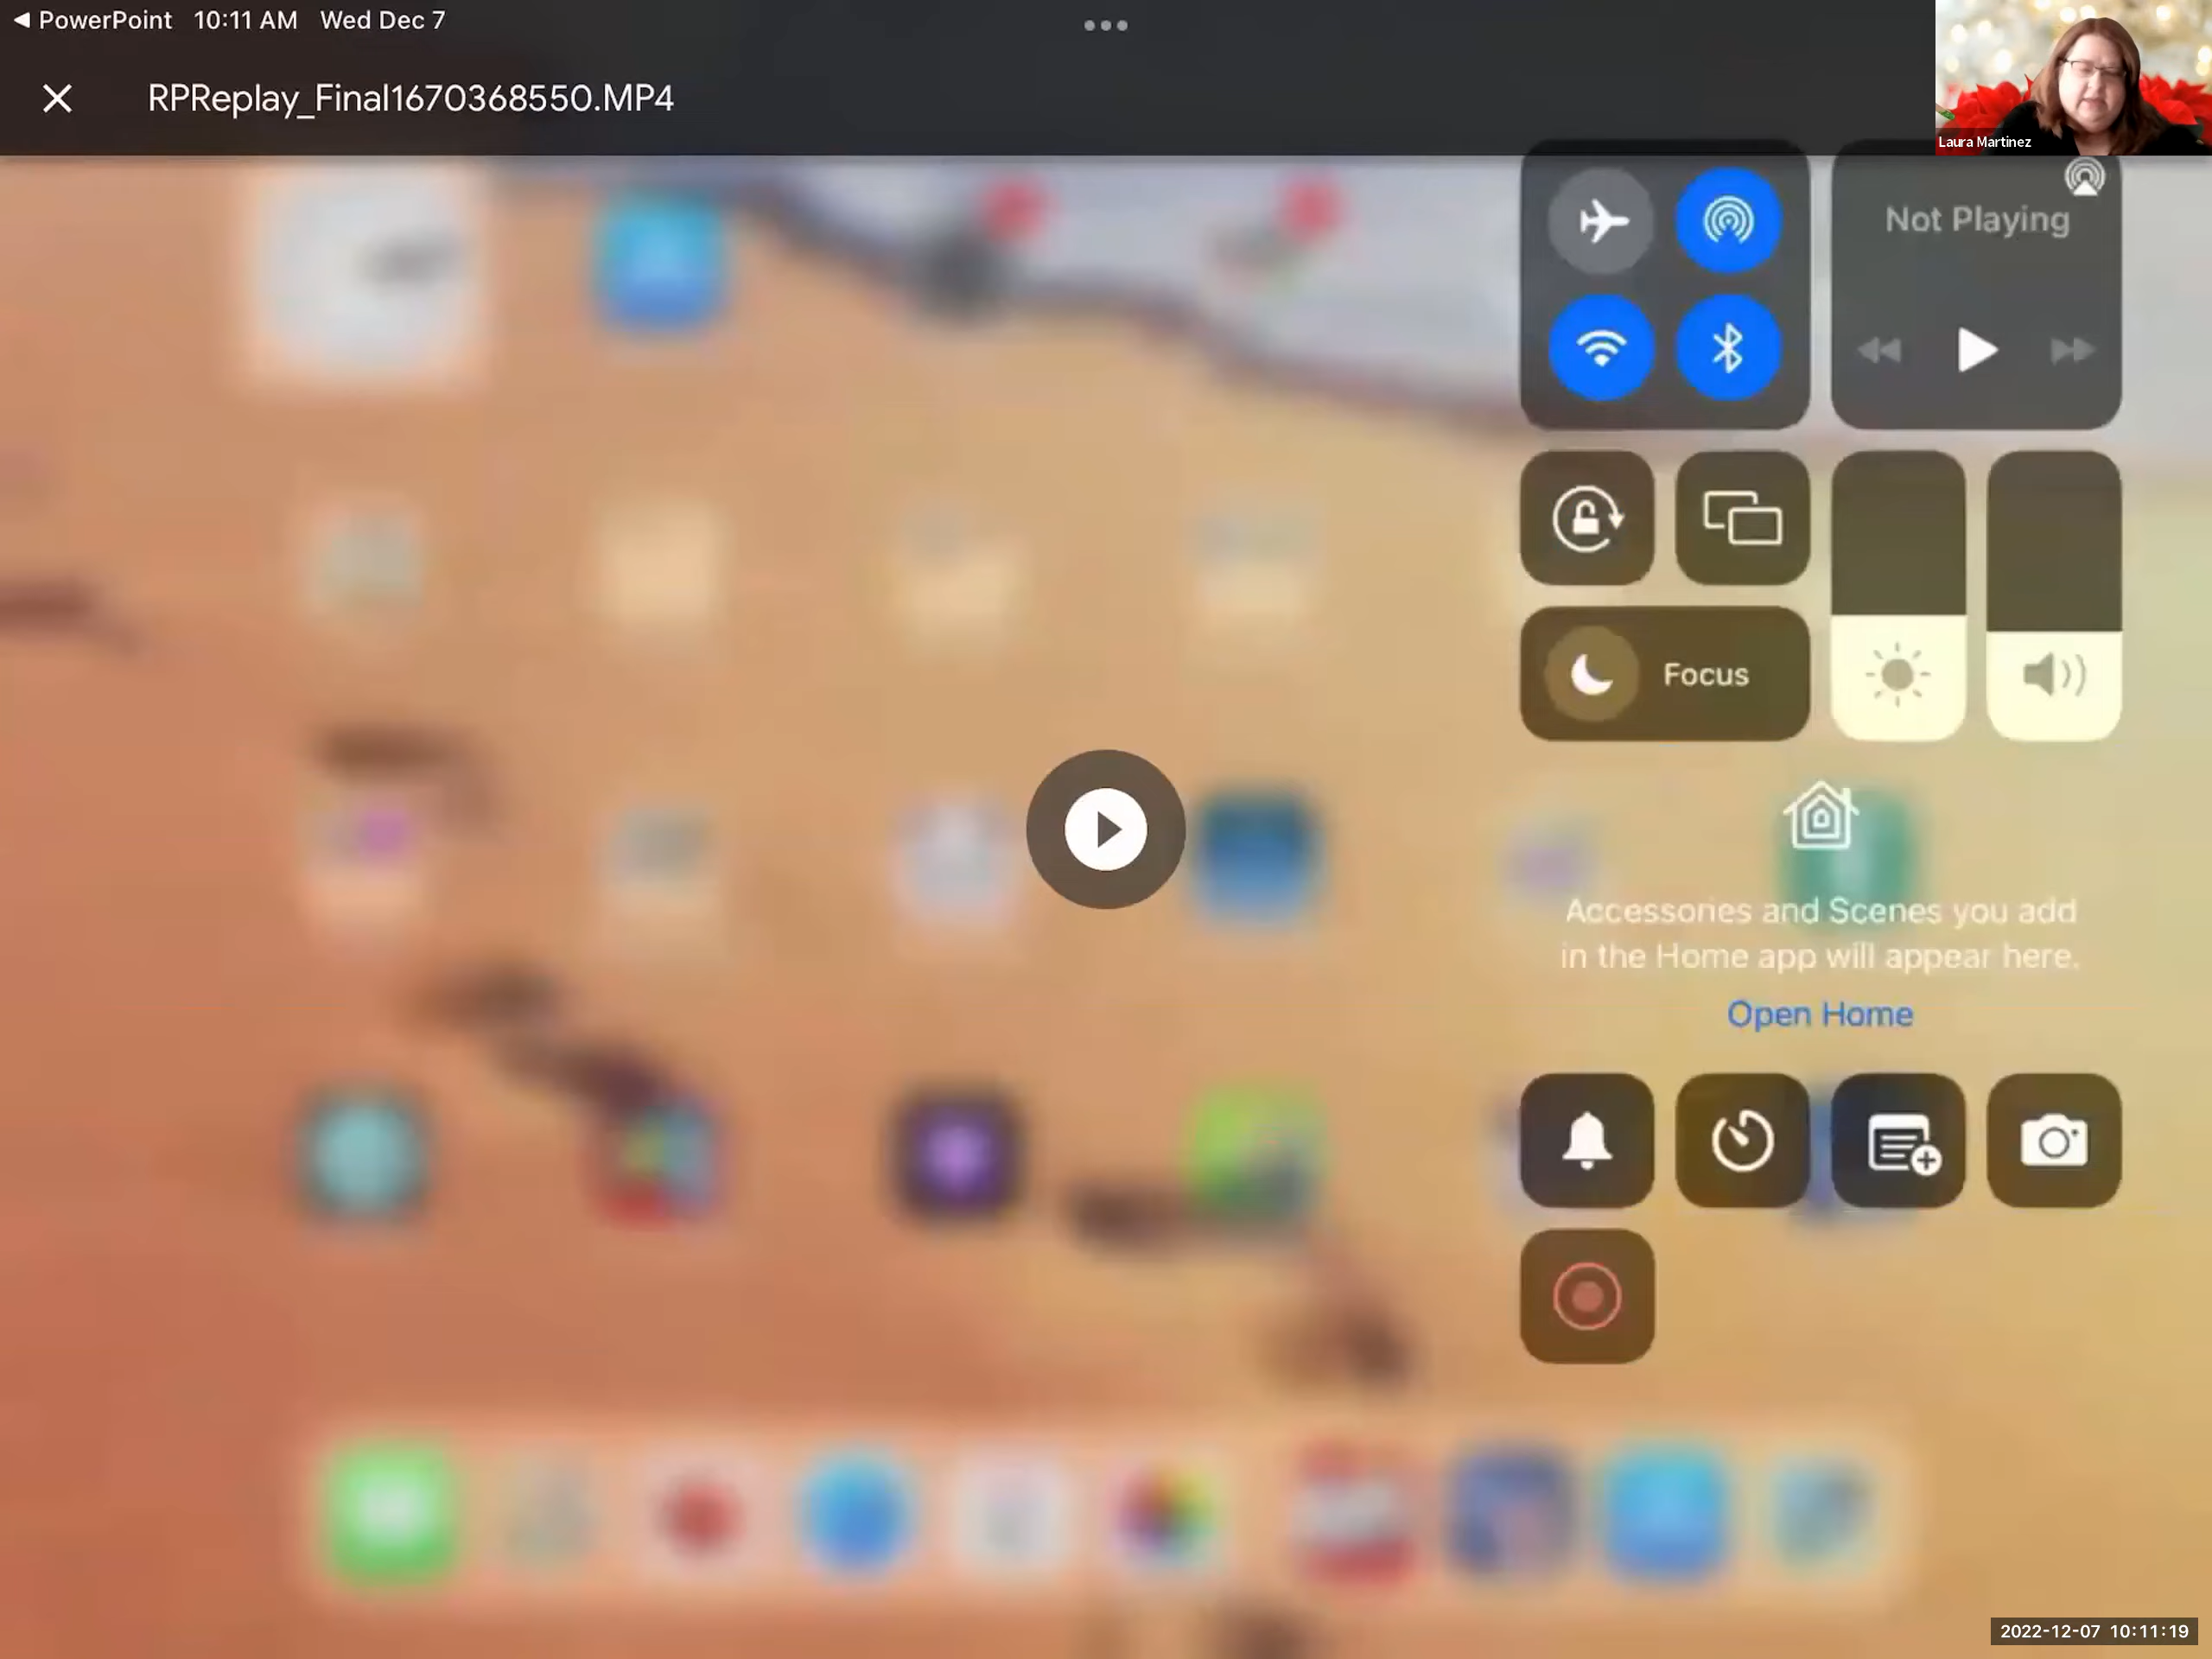 ◀ PowerPoint 10:11 AM Wed Dec 7
RPReplay_Final1670368550.MP4
Laura Martinez
Not Playing
Focus
Accessories and Scenes you add
in the Home app will appear here.
Open Home
2022-12-07 10:11:19